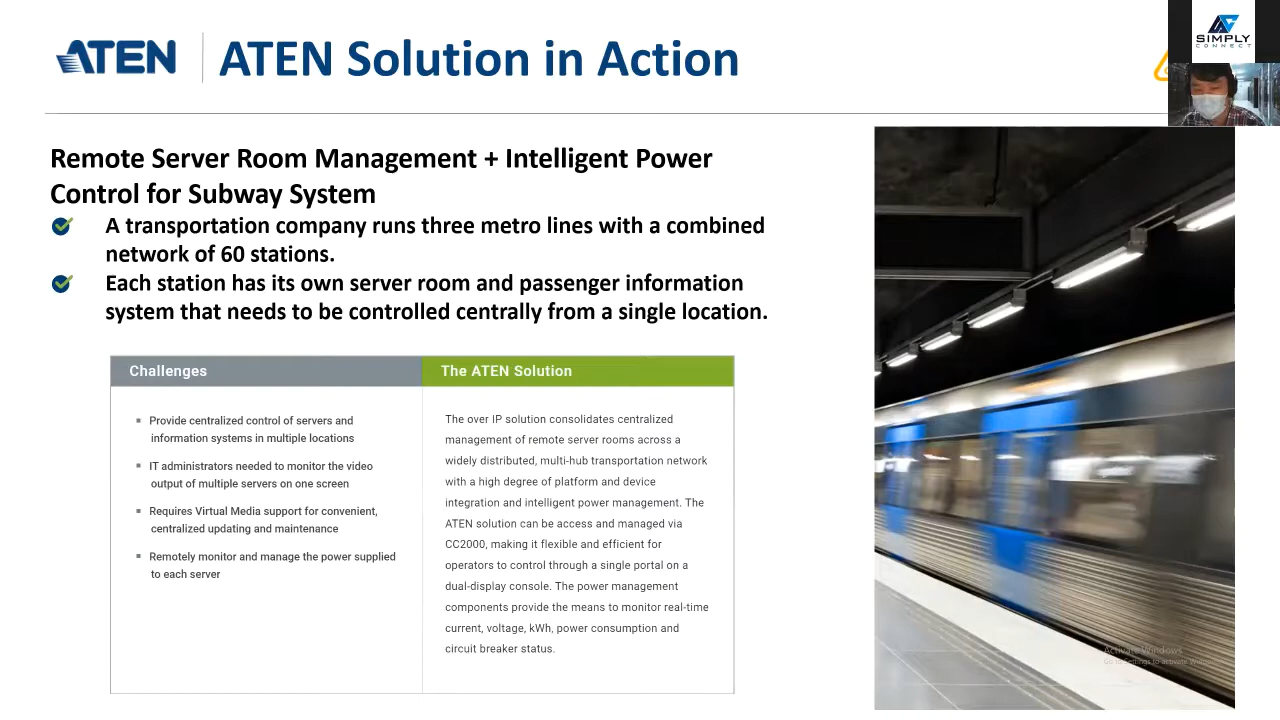 ATEN
ATEN Solution in Action
SIMPLY
CONNECT
Remote Server Room Management + Intelligent Power
Control for Subway System
A transportation company runs three metro lines with a combined
network of 60 stations.
Each station has its own server room and passenger information
system that needs to be controlled centrally from a single location.
Challenges
Provide centralized control of servers and
information systems in multiple locations
IT administrators needed to monitor the video
output of multiple servers on one screen
Requires Virtual Media support for convenient,
centralized updating and maintenance
Remotely monitor and manage the power supplied
to each server
The ATEN Solution
The over IP solution consolidates centralized
management of remote server rooms across a
widely distributed, multi-hub transportation network
with a high degree of platform and device
integration and intelligent power management. The
ATEN solution can be access and managed via
CC2000, making it flexible and efficient for
operators to control through a single portal on a
dual-display console. The power management
components provide the means to monitor real-time
current, voltage, kWh, power consumption and
circuit breaker status.
Activate Windows
Go to Settings to activate Windows.